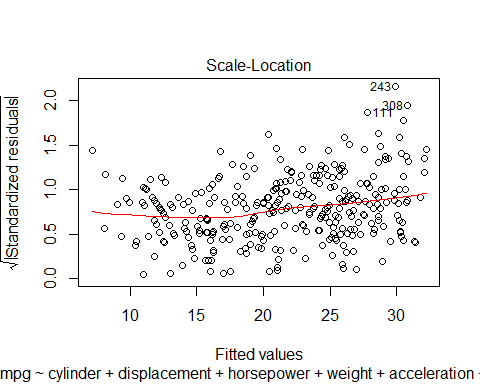 Scale-Location
√|Standardized residuals|
2.0
1.5
1.0
0.5
0.0
243
308
111
10 15 20 25 30
Fitted values
mpg ~ cylinder + displacement + horsepower + weight + acceleration +